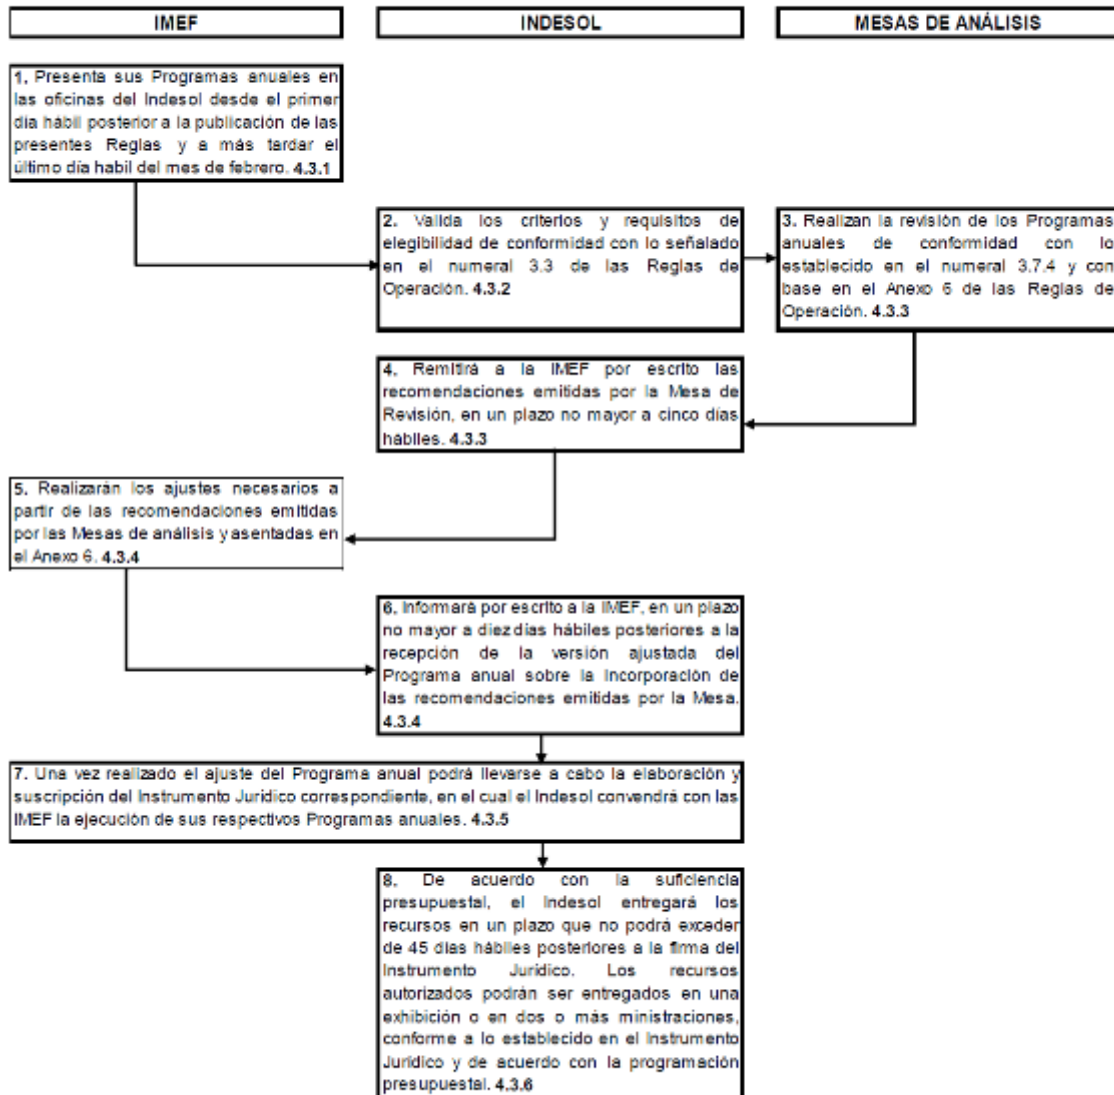 IMEF
INDESOL
MESAS DE ANÁLISIS
1. Presenta sus Programas anuales en
las oficinas del Indesol desde el primer
día hábil posterior a la publicación de las
presentes Reglas y a más tardar el
último día habil del mes de febrero. 4.3.1
2. Valida los criterios y requisitos de
elegibilidad de conformidad con lo señalado
en el numeral 3.3 de las Reglas de
Operación. 4.3.2
3. Realizan la revisión de los Programas
anuales de conformidad con lo
establecido en el numeral 3.7.4 y con
base en el Anexo 6 de las Reglas de
Operación. 4.3.3
4. Remitirá a la IMEF por escrito las
recomendaciones emitidas por la Mesa de
Revisión, en un plazo no mayor a cinco días
hábiles. 4.3.3
5. Realizarán los ajustes necesarios a
partir de las recomendaciones emitidas
por las Mesas de análisis y asentadas en
el Anexo 6. 4.3.4
6. Informará por escrito a la IMEF, en un plazo
no mayor a diez días hábiles posteriores a la
recepción de la versión ajustada del
Programa anual sobre la incorporación de
las recomendaciones emitidas por la Mesa.
4.3.4
7. Una vez realizado el ajuste del Programa anual podrá llevarse a cabo la elaboración y
suscripción del Instrumento Jurídico correspondiente, en el cual el Indesol convendrá con las
IMEF la ejecución de sus respectivos Programas anuales. 4.3.5
8. De acuerdo con la suficiencia
presupuestal, el Indesol entregará los
recursos en un plazo que no podrá exceder
de 45 días hábiles posteriores a la firma del
Instrumento Jurídico. Los recursos
autorizados podrán ser entregados en una
exhibición o en dos o más ministraciones,
conforme a lo establecido en el Instrumento
Jurídico y de acuerdo con la programación
presupuestal. 4.3.6